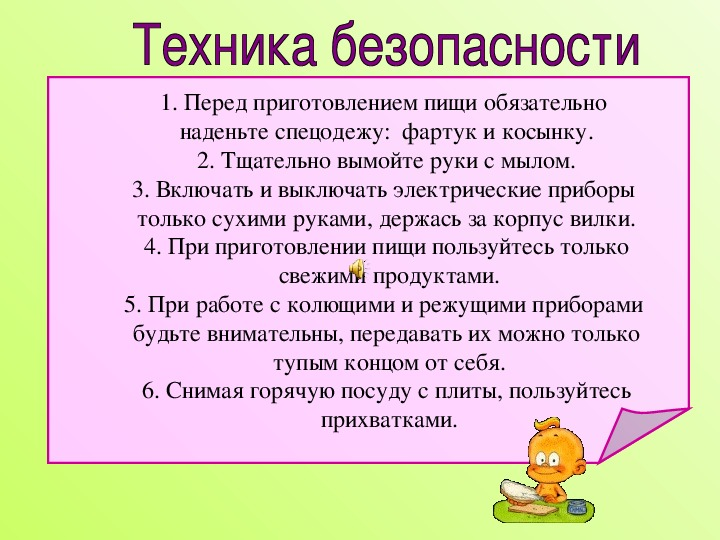 Техника безопасности
1. Перед приготовлением пищи обязательно
наденьте спецодежу: фартук и косынку.
2. Тщательно вымойте руки с мылом.
3. Включать и выключать электрические приборы
только сухими руками, держась за корпус вилки.
4. При приготовлении пищи пользуйтесь только
свежими продуктами.
5. При работе с колющими и режущими приборами
будьте внимательны, передавать их можно только
тупым концом от себя.
6. Снимая горячую посуду с плиты, пользуйтесь
прихватками.